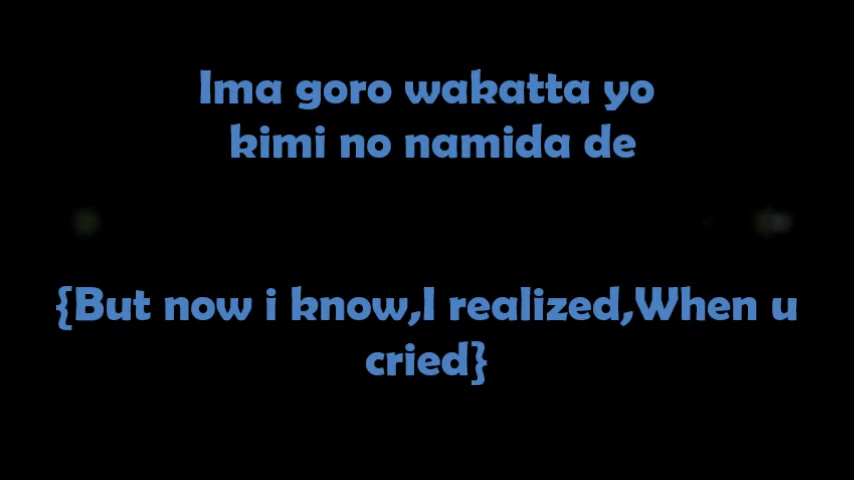 Ima goro wakatta yo
kimi no namida de
{But now i know,I realized,When u
cried}